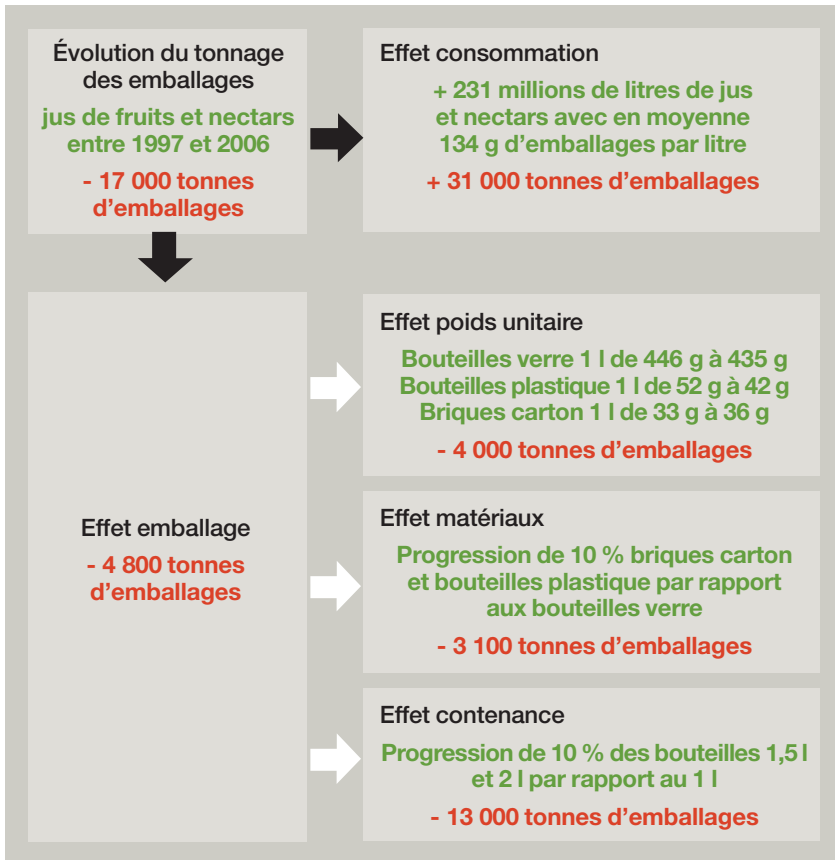 Évolution du tonnage
des emballages
jus de fruits et nectars
entre 1997 et 2006
- 17 000 tonnes
d’emballages
Effet consommation
+ 231 millions de litres de jus
et nectars avec en moyenne
134 g d’emballages par litre
+ 31 000 tonnes d’emballages
Effet emballage
- 4 800 tonnes
d’emballages
Effet poids unitaire
Bouteilles verre 1 l de 446 g à 435 g
Bouteilles plastique 1 l de 52 g à 42 g
Briques carton 1 l de 33 g à 36 g
- 4 000 tonnes d’emballages
Effet matériaux
Progression de 10 % briques carton
et bouteilles plastique par rapport
aux bouteilles verre
- 3 100 tonnes d’emballages
Effet contenance
Progression de 10 % des bouteilles 1,5 l
et 2 l par rapport au 1 l
- 13 000 tonnes d’emballages